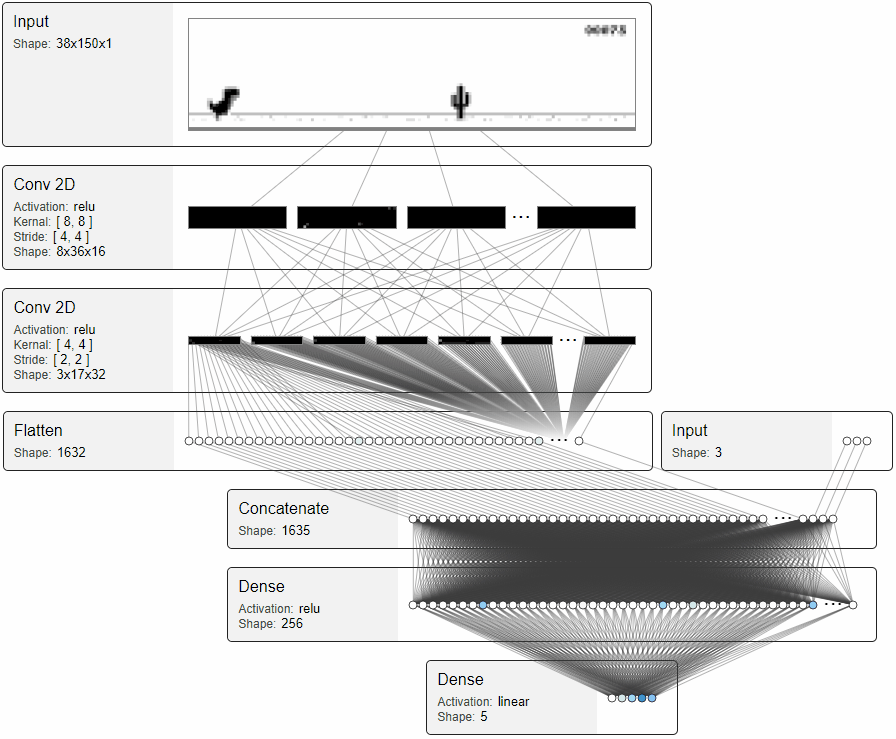 Input
Shape: 38x150x1
00075
Conv 2D
Activation: relu
Kernal: [ 8, 8 ]
Stride: [ 4, 4 ]
Shape: 8x36x16
Conv 2D
Activation: relu
Kernal: [ 4, 4 ]
Stride: [ 2, 2 ]
Shape: 3x17x32
Flatten
Shape: 1632
Input
Shape: 3
Concatenate
Shape: 1635
Dense
Activation: relu
Shape: 256
Dense
Activation: linear
Shape: 5